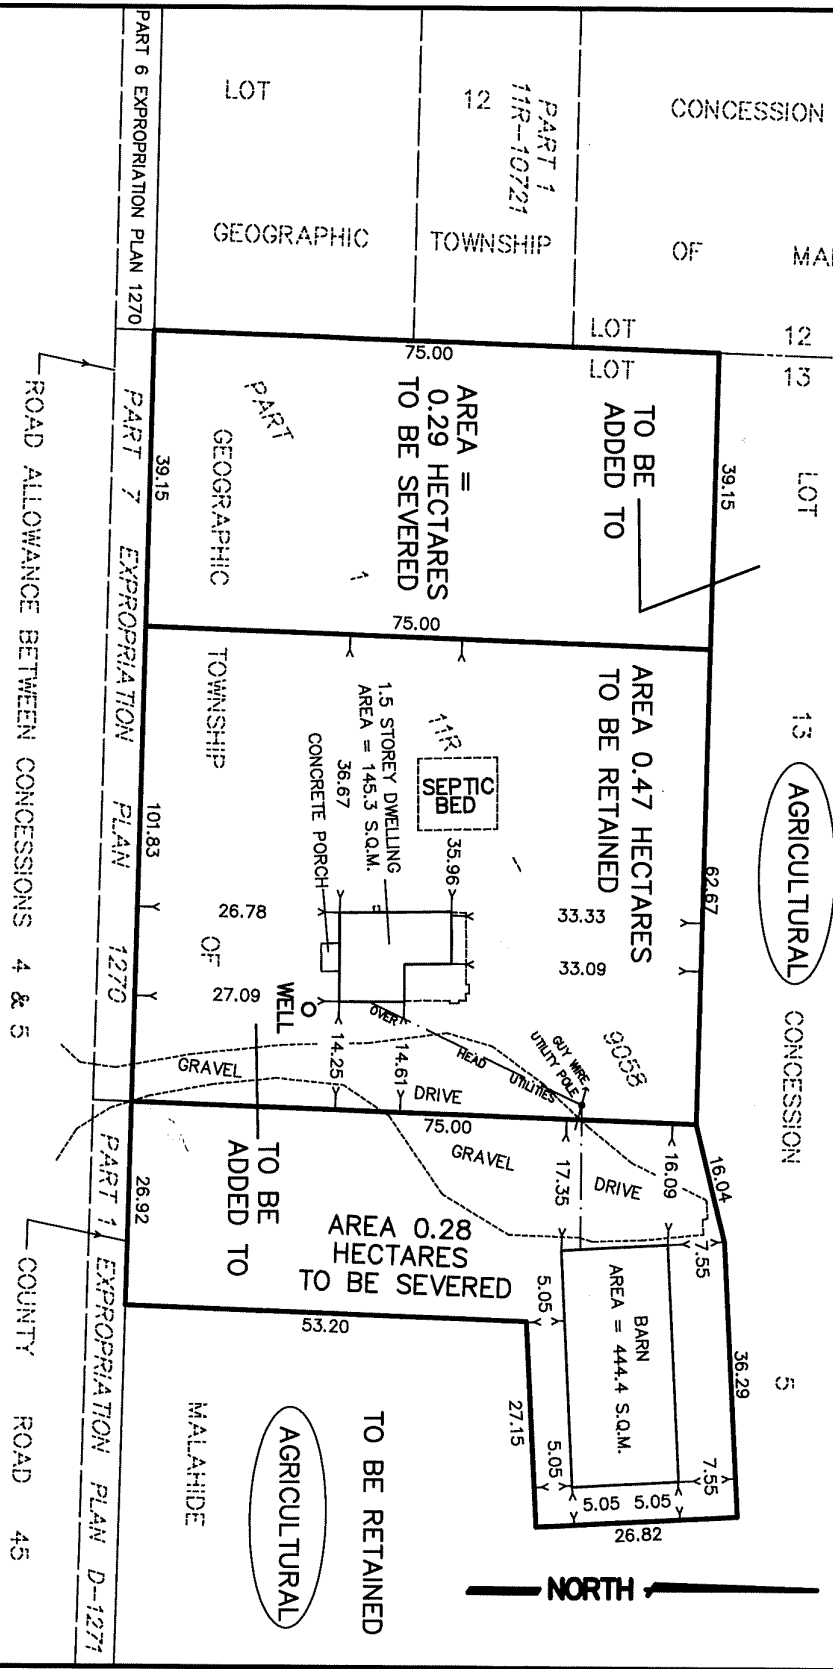 PART 6 EXPROPRIATION PLAN 1270
LOT
12
PART 1
11R-10721
CONCESSION
GEOGRAPHIC
TOWNSHIP
OF
LOT
12
LOT
13
LOT
13
AGRICULTURAL
CONCESSION
5
75.00
39.15
TO BE
ADDED TO
AREA =
0.29 HECTARES
TO BE SEVERED
PART
GEOGRAPHIC
1
39.15
75.00
PART 7 EXPROPRIATION PLAN 1270
ROAD ALLOWANCE BETWEEN CONCESSIONS 4 & 5
AREA 0.47 HECTARES
TO BE RETAINED
62.67
TOWNSHIP
OF
11R
9058
SEPTIC
BED
1.5 STOREY DWELLING
AREA = 145.3 S.Q.M.
36.67
35.96
CONCRETE PORCH
26.78
27.09
33.33
33.09
WELL
101.83
14.25
14.61
OVER
HEAD
UTILITIES
GUY WIRE
UTILITY POLE
GRAVEL
DRIVE
75.00
GRAVEL
DRIVE
17.35
16.09
16.04
7.55
TO BE
ADDED TO
AREA 0.28
HECTARES
TO BE SEVERED
26.92
53.20
5.05
BARN
AREA = 444.4 S.Q.M.
36.29
27.15
5.05
7.55
5.05
5.05
26.82
PART 1 EXPROPRIATION PLAN D-1271
COUNTY ROAD 45
MALAHIDE
AGRICULTURAL
TO BE RETAINED
NORTH